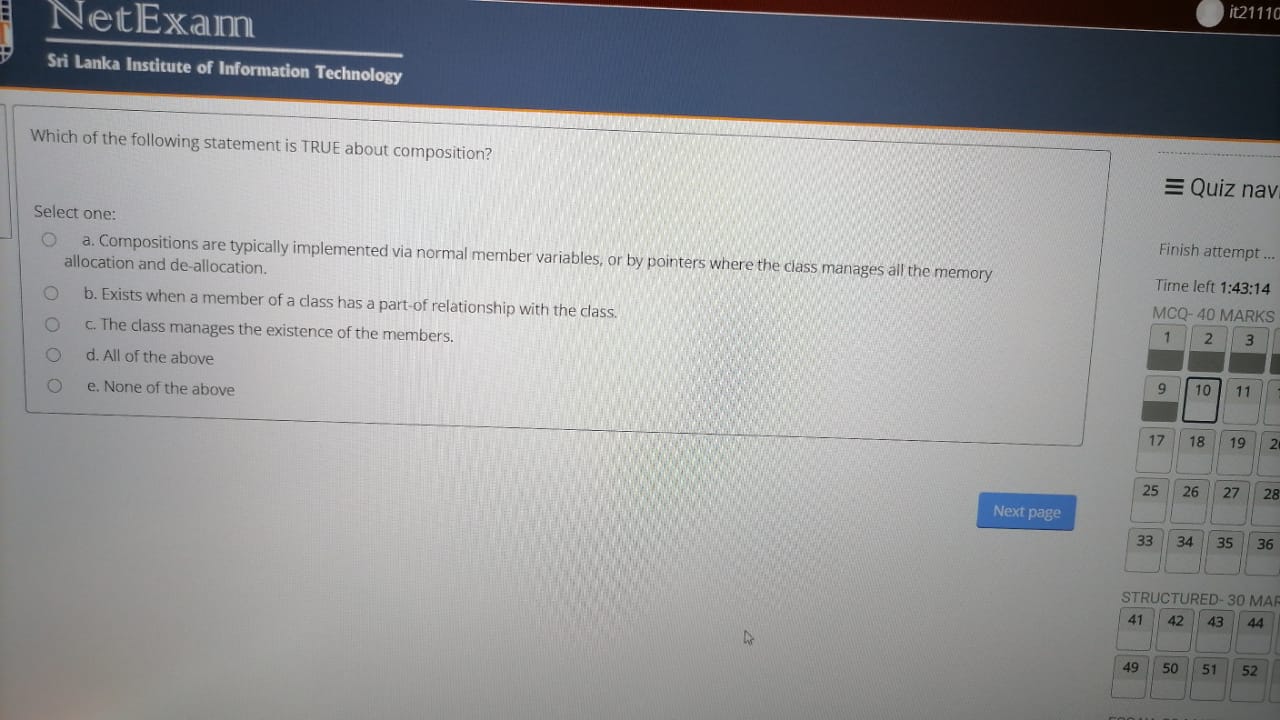 NetExam
Sri Lanka Institute of Information Technology
it21110
Which of the following statement is TRUE about composition?
Select one:
a. Compositions are typically implemented via normal member variables, or by pointers where the class manages all the memory
allocation and de-allocation.
b. Exists when a member of a class has a part-of relationship with the class.
c. The class manages the existence of the members.
d. All of the above
e. None of the above
Next page
Quiz nav
Finish attempt ...
Time left 1:43:14
MCQ- 40 MARKS
1 2 3
9 10 11
17 18 19 2
25 26 27 28
33 34 35 36
STRUCTURED- 30 MAR
41 42 43 44
49 50 51 52